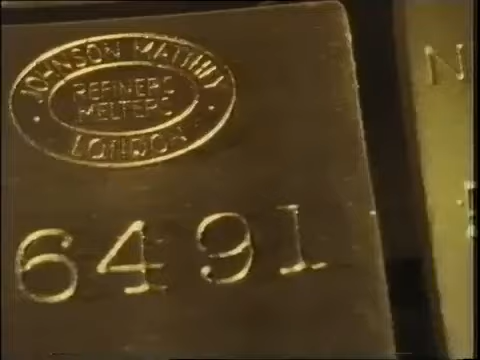 JOHNSON MATTHEY
REFINERS
MELTERS
LONDON
6491
N